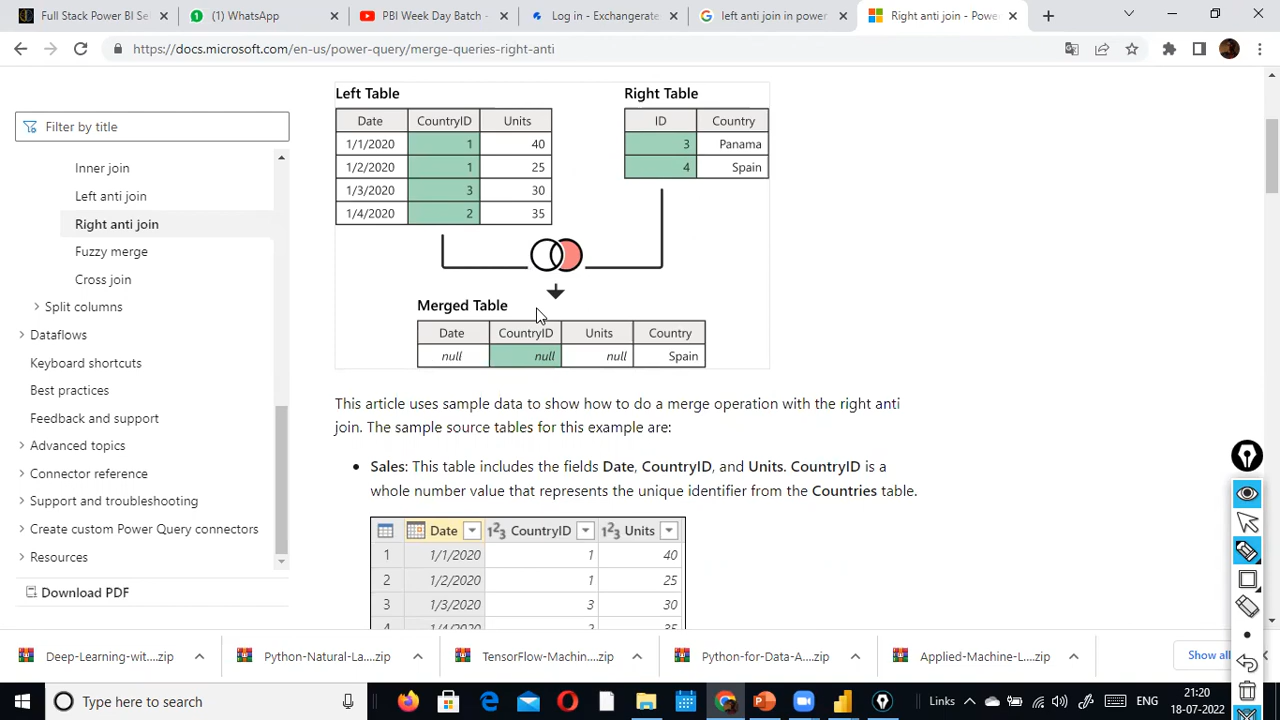 Full Stack Power BI Se
(1) WhatsApp
PBI Week Day Batch -
Log in - Exchangerate
left anti join in power
Right anti join - Powe
https://docs.microsoft.com/en-us/power-query/merge-queries-right-anti
Filter by title
Inner join
Left anti join
Right anti join
Fuzzy merge
Cross join
Split columns
Dataflows
Keyboard shortcuts
Best practices
Feedback and support
Advanced topics
Connector reference
Support and troubleshooting
Create custom Power Query connectors
Resources
Download PDF
Left Table
Date CountryID Units
1/1/2020 1 40
1/2/2020 1 25
1/3/2020 3 30
1/4/2020 2 35
Right Table
ID Country
3 Panama
4 Spain
Merged Table
Date CountryID Units Country
null null null Spain
This article uses sample data to show how to do a merge operation with the right anti
join. The sample source tables for this example are:
• Sales: This table includes the fields Date, CountryID, and Units. CountryID is a
whole number value that represents the unique identifier from the Countries table.
Date 123 CountryID 123 Units
1 1/1/2020 1 40
2 1/2/2020 1 25
3 1/3/2020 3 30
4 1/4/2020 2 35
Deep-Learning-wit....zip
Python-Natural-La....zip
TensorFlow-Machin....zip
Python-for-Data-A....zip
Applied-Machine-L....zip
Show all
Type here to search
Links
ENG
21:20
18-07-2022